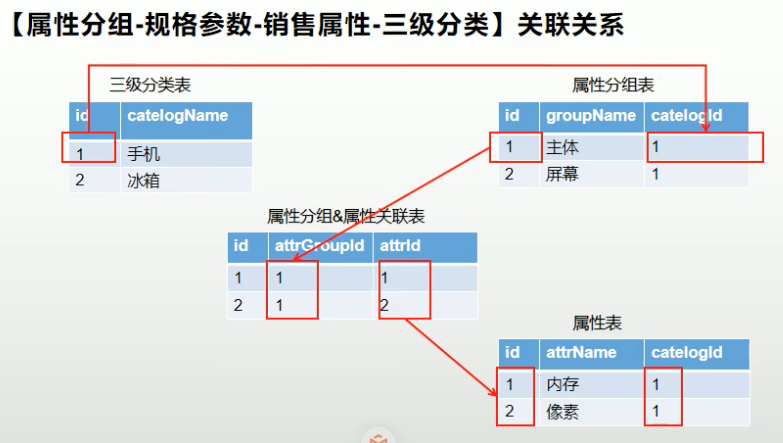 【属性分组-规格参数-销售属性-三级分类】关联关系
三级分类表
id catelogName
1 手机
2 冰箱
属性分组表
id groupName catelogId
1 主体 1
2 屏幕 1
属性分组&属性关联表
id attrGroupId attrId
1 1 1
2 1 2
属性表
id attrName catelogId
1 内存 1
2 像素 1